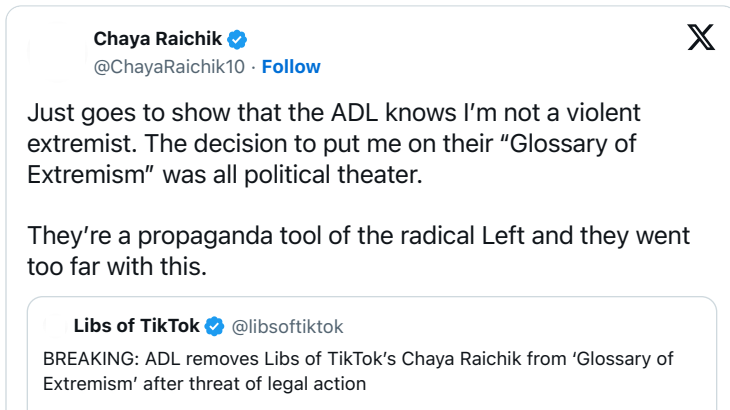 Chaya Raichik
@ChayaRaichik10 · Follow
Just goes to show that the ADL knows I’m not a violent
extremist. The decision to put me on their “Glossary of
Extremism” was all political theater.
They’re a propaganda tool of the radical Left and they went
too far with this.
Libs of TikTok @libsoftiktok
BREAKING: ADL removes Libs of TikTok’s Chaya Raichik from ‘Glossary of
Extremism’ after threat of legal action